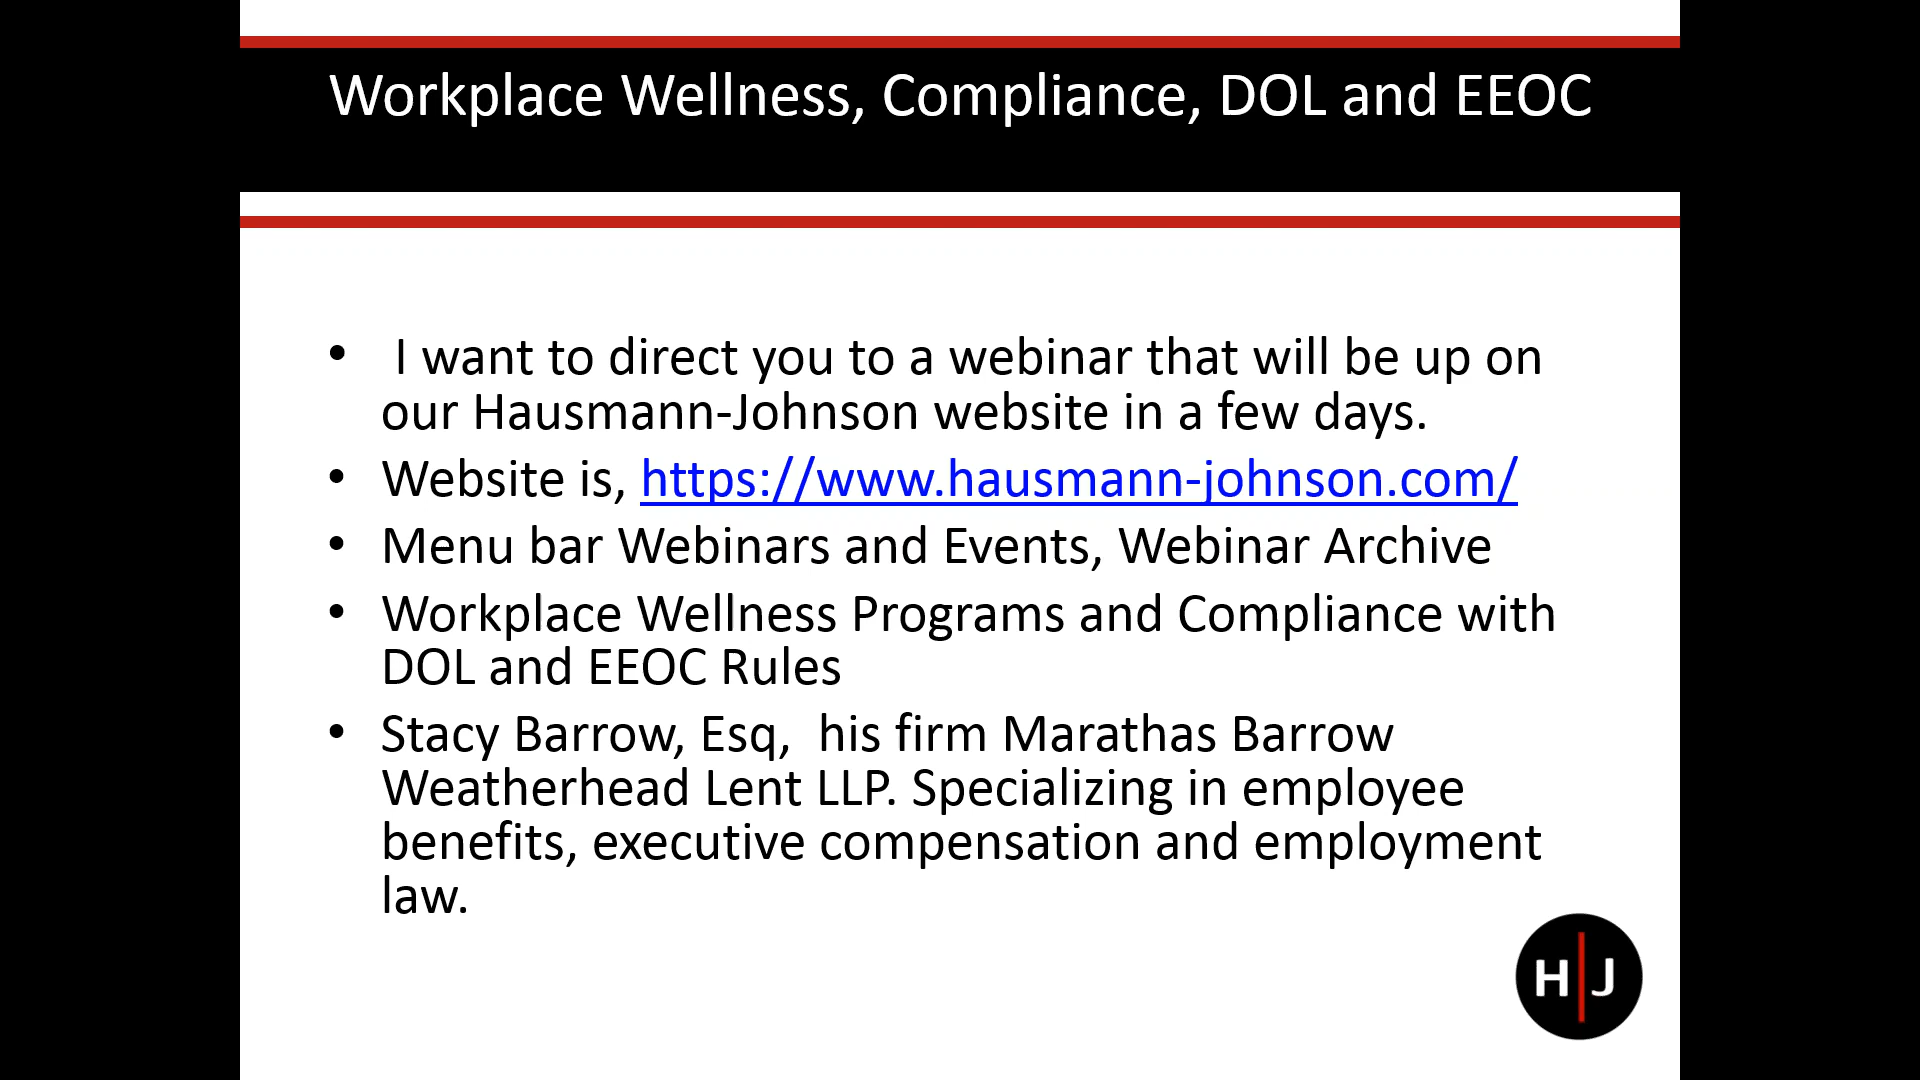 Workplace Wellness, Compliance, DOL and EEOC
• I want to direct you to a webinar that will be up on
our Hausmann-Johnson website in a few days.
• Website is, https://www.hausmann-johnson.com/
• Menu bar Webinars and Events, Webinar Archive
• Workplace Wellness Programs and Compliance with
DOL and EEOC Rules
• Stacy Barrow, Esq,  his firm Marathas Barrow
Weatherhead Lent LLP. Specializing in employee
benefits, executive compensation and employment
law.
H|J